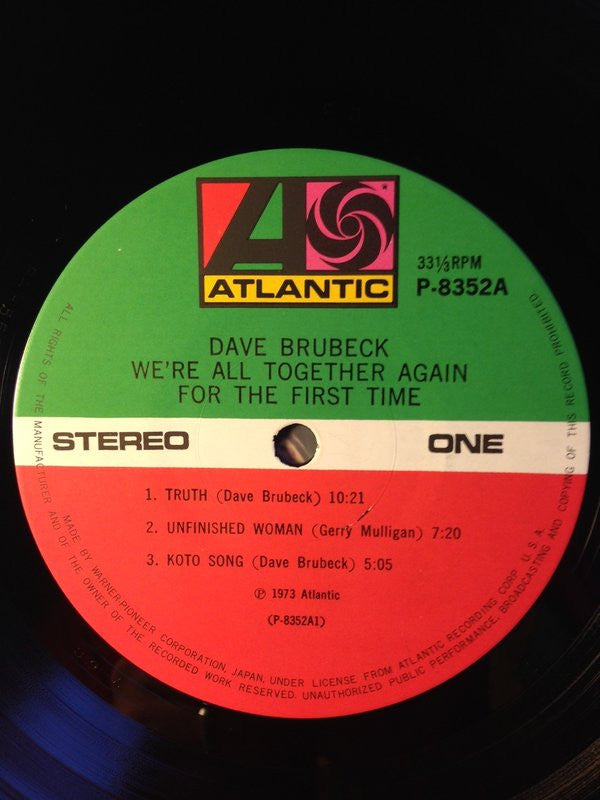 ATLANTIC
33⅓ RPM
P-8352A
DAVE BRUBECK
WE'RE ALL TOGETHER AGAIN
FOR THE FIRST TIME
STEREO
ONE
1. TRUTH (Dave Brubeck) 10:21
2. UNFINISHED WOMAN (Gerry Mulligan) 7:20
3. KOTO SONG (Dave Brubeck) 5:05
℗ 1973 Atlantic
(P-8352A1)
MADE BY WARNER-PIONEER CORPORATION, JAPAN, UNDER LICENSE FROM ATLANTIC RECORDING CORP. U.S.A.
ALL RIGHTS OF THE MANUFACTURER AND OF THE OWNER OF THE RECORDED WORK RESERVED. UNAUTHORIZED PUBLIC PERFORMANCE, BROADCASTING AND COPYING OF THIS RECORD PROHIBITED